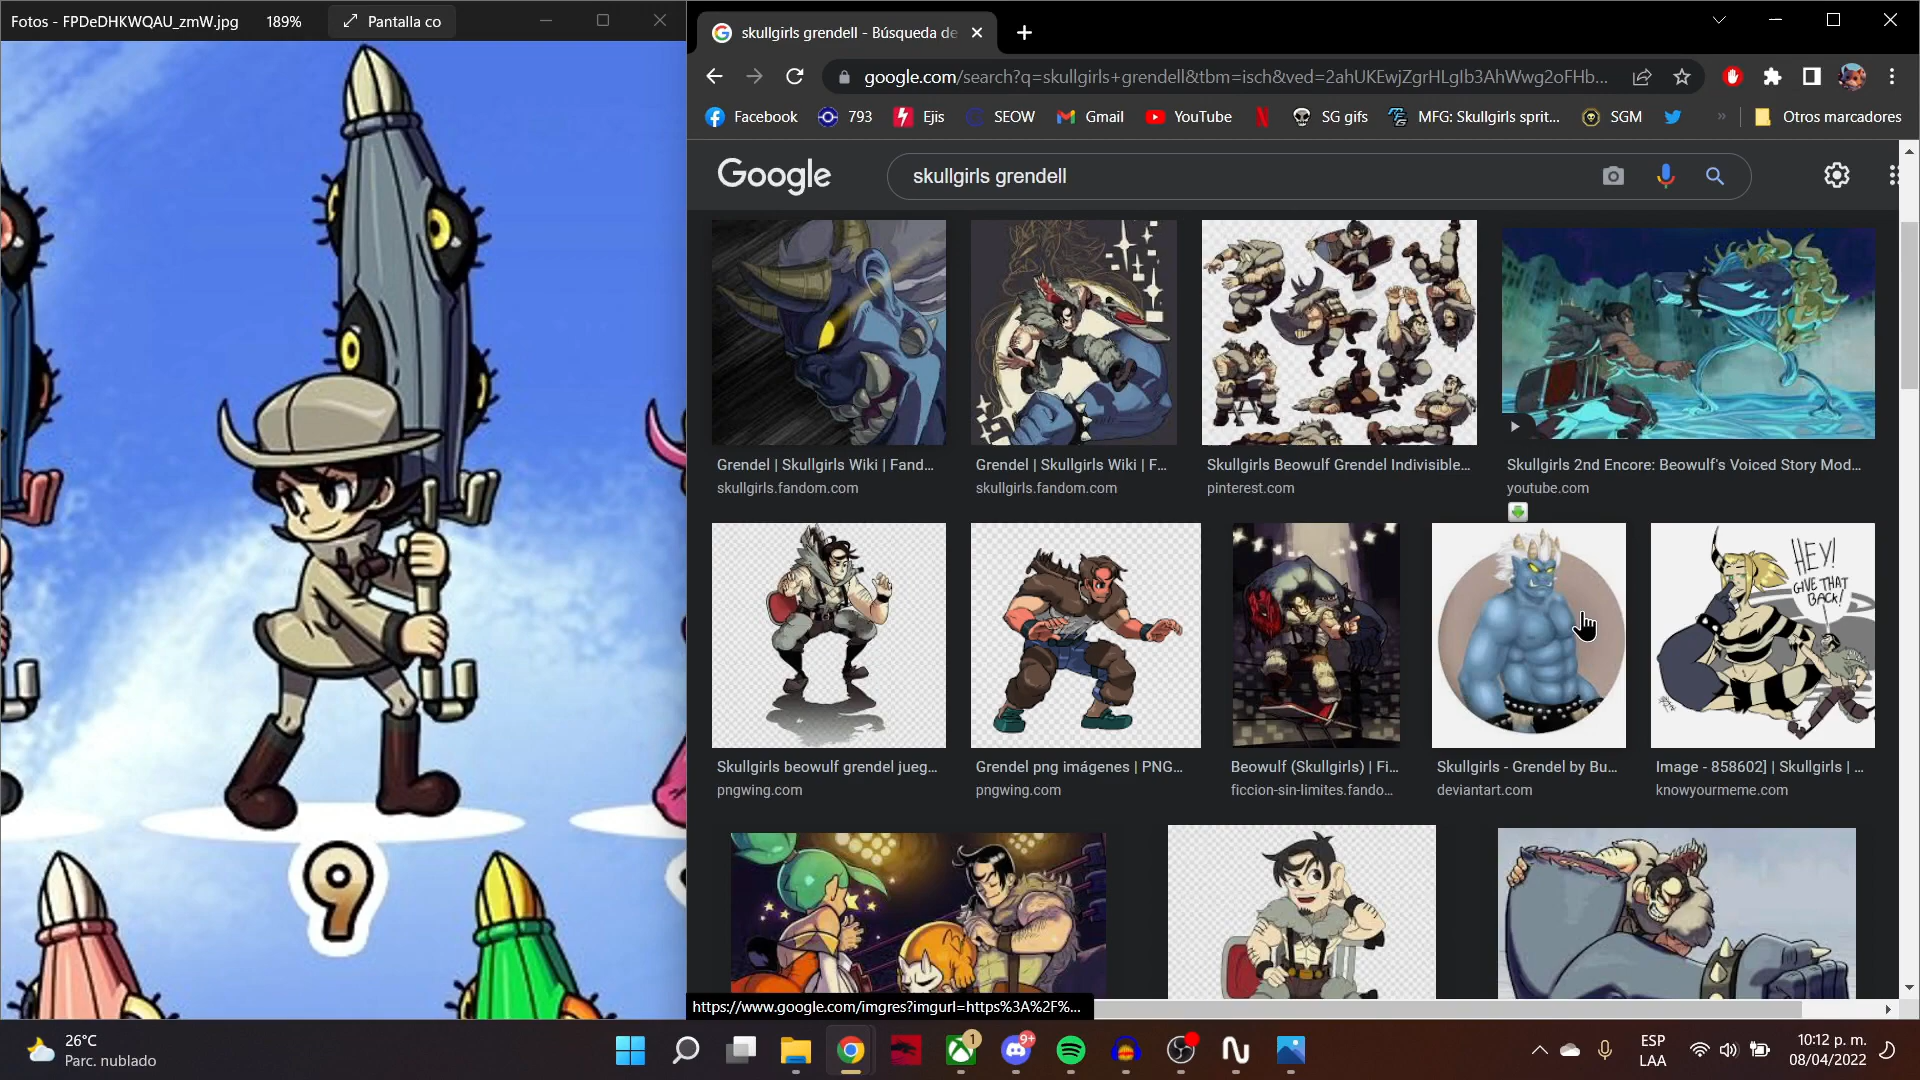 Fotos - FPDeDHKWQAU_zmW.jpg
189%
Pantalla co
9
skullgirls grendell - Búsqueda de
google.com/search?q=skullgirls+grendell&tbm=isch&ved=2ahUKEwjZgrHLgIb3AhWwg2oFHb...
Facebook
793
Ejis
SEOW
Gmail
YouTube
SG gifs
MFG: Skullgirls sprit...
SGM
»
Otros marcadores
Google
skullgirls grendell
Grendel | Skullgirls Wiki | Fand...
skullgirls.fandom.com
Grendel | Skullgirls Wiki | F...
skullgirls.fandom.com
Skullgirls Beowulf Grendel Indivisible...
pinterest.com
Skullgirls 2nd Encore: Beowulf's Voiced Story Mod...
youtube.com
HEY!
GIVE THAT
BACK!
Skullgirls beowulf grendel jueg...
pngwing.com
Grendel png imágenes | PNG...
pngwing.com
Beowulf (Skullgirls) | Fi...
ficcion-sin-limites.fando...
Skullgirls - Grendel by Bu...
deviantart.com
Image - 858602] | Skullgirls | ...
knowyourmeme.com
https://www.google.com/imgres?imgurl=https%3A%2F%...
26°C
Parc. nublado
1
9+
ESP
LAA
10:12 p. m.
08/04/2022